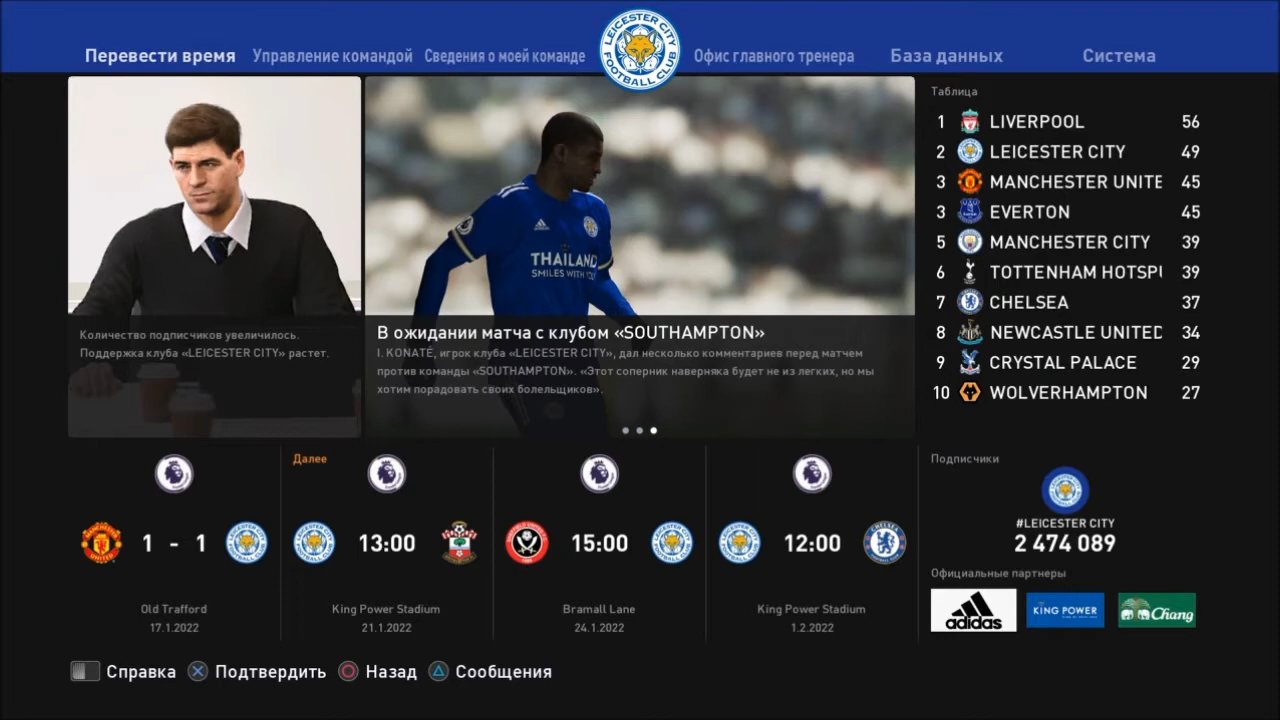 Перевести время
Управление командой
Сведения о моей команде
LEICESTER CITY
FOOTBALL CLUB
Офис главного тренера
База данных
Система
Количество подписчиков увеличилось.
Поддержка клуба «LEICESTER CITY» растет.
THAILAND
SMILES WITH YOU
В ожидании матча с клубом «SOUTHAMPTON»
I. KONATÉ, игрок клуба «LEICESTER CITY», дал несколько комментариев перед матчем
против команды «SOUTHAMPTON». «Этот соперник наверняка будет не из легких, но мы
хотим порадовать своих болельщиков».
Таблица
1 LIVERPOOL 56
2 LEICESTER CITY 49
3 MANCHESTER UNITE 45
3 EVERTON 45
5 MANCHESTER CITY 39
6 TOTTENHAM HOTSPU 39
7 CHELSEA 37
8 NEWCASTLE UNITED 34
9 CRYSTAL PALACE 29
10 WOLVERHAMPTON 27
1 - 1
Old Trafford
17.1.2022
Далее
13:00
King Power Stadium
21.1.2022
15:00
Bramall Lane
24.1.2022
12:00
King Power Stadium
1.2.2022
Подписчики
#LEICESTER CITY
2 474 089
Официальные партнеры
adidas
KING POWER
Chang
Справка
Подтвердить
Назад
Сообщения